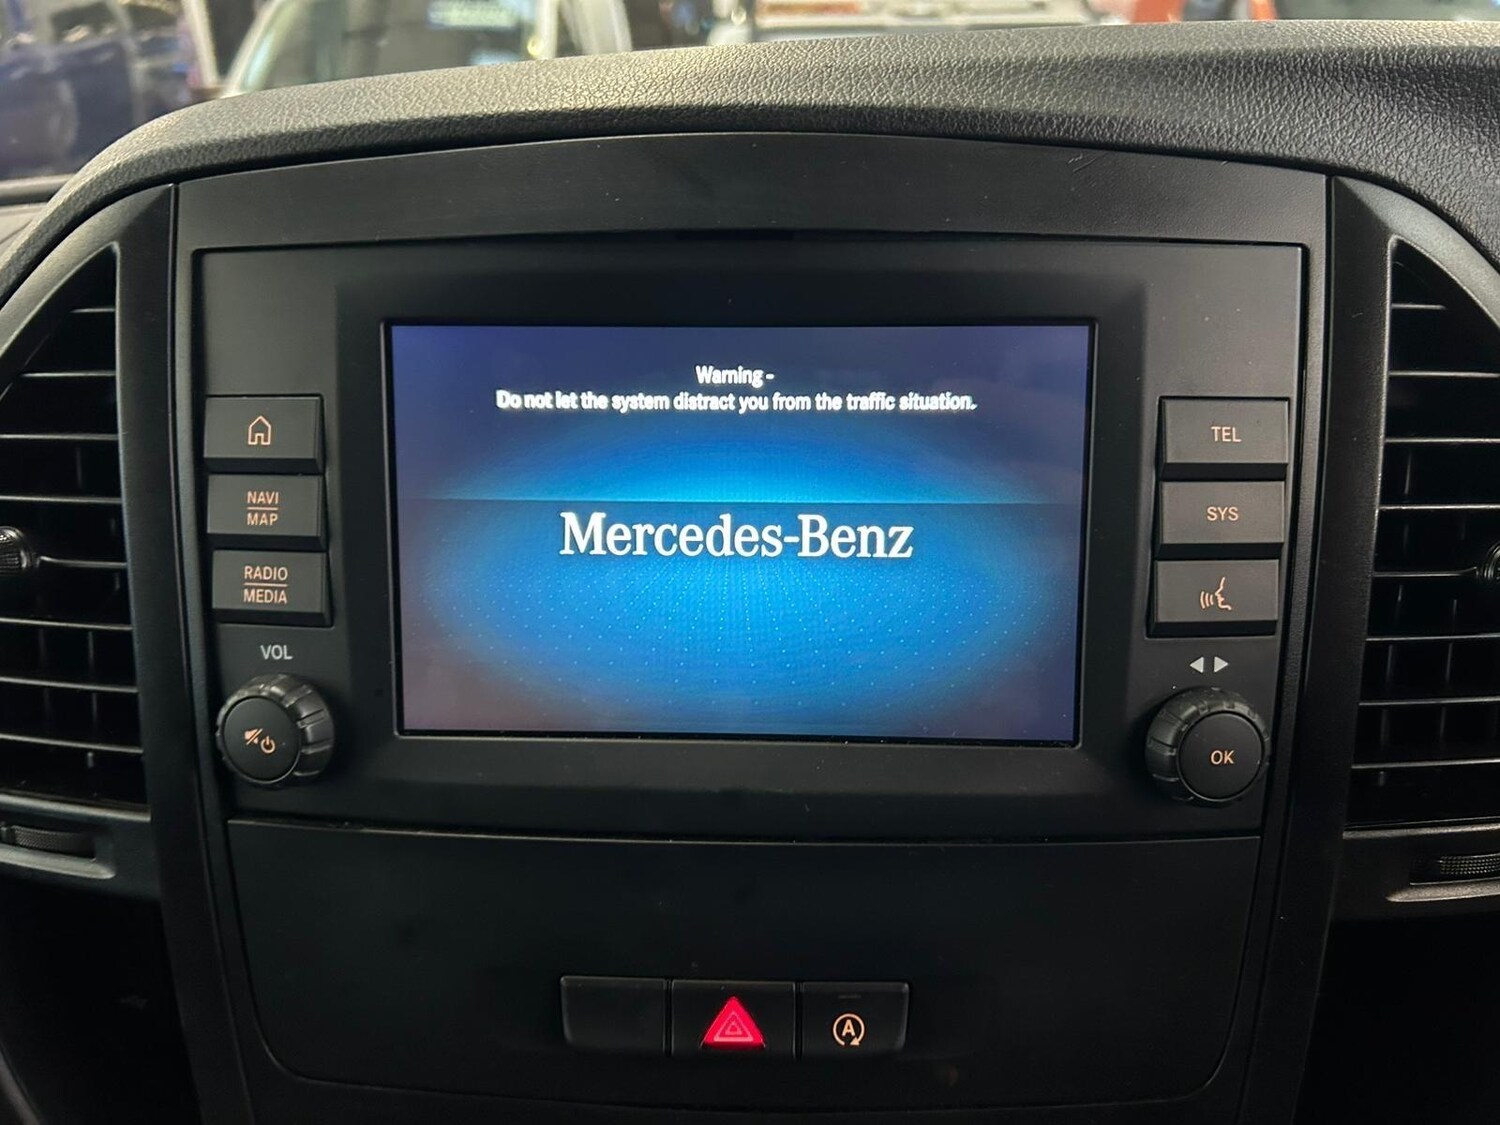 Warning -
Do not let the system distract you from the traffic situation.
Mercedes-Benz
NAVI
MAP
RADIO
MEDIA
VOL
TEL
SYS
OK
A